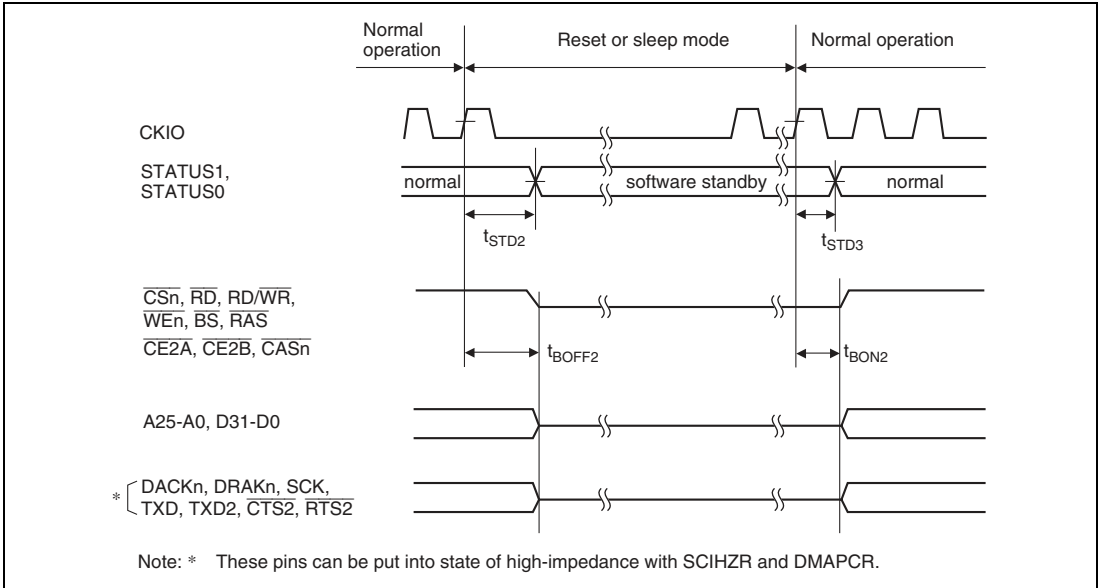 Normal
operation
Reset or sleep mode
Normal operation
CKIO
STATUS1,
STATUS0
normal
software standby
normal
tSTD2
tSTD3
CSn, RD, RD/WR,
WEn, BS, RAS
CE2A, CE2B, CASn
tBOFF2
tBON2
A25-A0, D31-D0
* DACKn, DRAKn, SCK,
TXD, TXD2, CTS2, RTS2
Note: * These pins can be put into state of high-impedance with SCIHZR and DMAPCR.